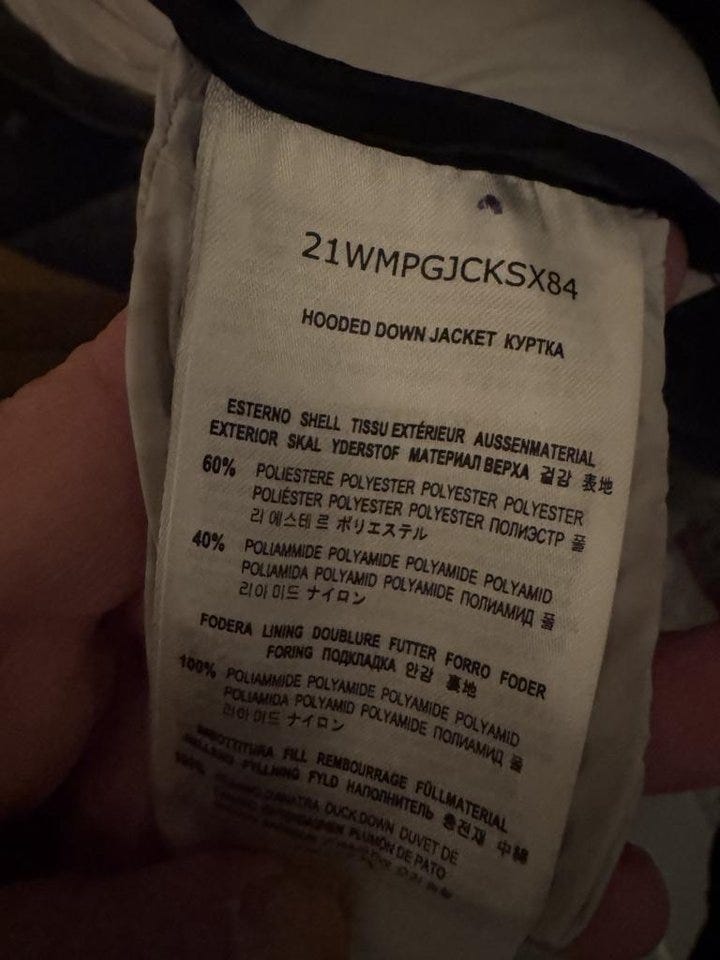 21WMPGJCKSX84
HOODED DOWN JACKET КУРТКА
ESTERNO SHELL TISSU EXTÉRIEUR AUSSENMATERIAL
EXTERIOR SKAL YDERSTOF МАТЕРИАЛ ВЕРХА 겉감 表地
60% POLIESTERE POLYESTER POLYESTER POLYESTER
POLIÉSTER POLYESTER POLYESTER ПОЛИЭСТР 폴
리 에스테 르 ポリエステル
40% POLIAMMIDE POLYAMIDE POLYAMIDE POLYAMID
POLIAMIDA POLYAMID POLYAMIDE ПОЛИАМИД 폴
리아 미드 ナイロン
FODERA LINING DOUBLURE FUTTER FORRO FODER
FORING ПОДКЛАДКА 안감 裏地
100% POLIAMMIDE POLYAMIDE POLYAMIDE POLYAMID
POLIAMIDA POLYAMID POLYAMIDE ПОЛИАМИД 폴
리아 미드 ナイロン
IMBOTTITURA FILL REMBOURRAGE FÜLLMATERIAL
RELLENO FYLLNING FYLD НАПОЛНИТЕЛЬ 충전재 中綿
100% DUCK DOWN DUVET DE
PLUMÓN DE PATO